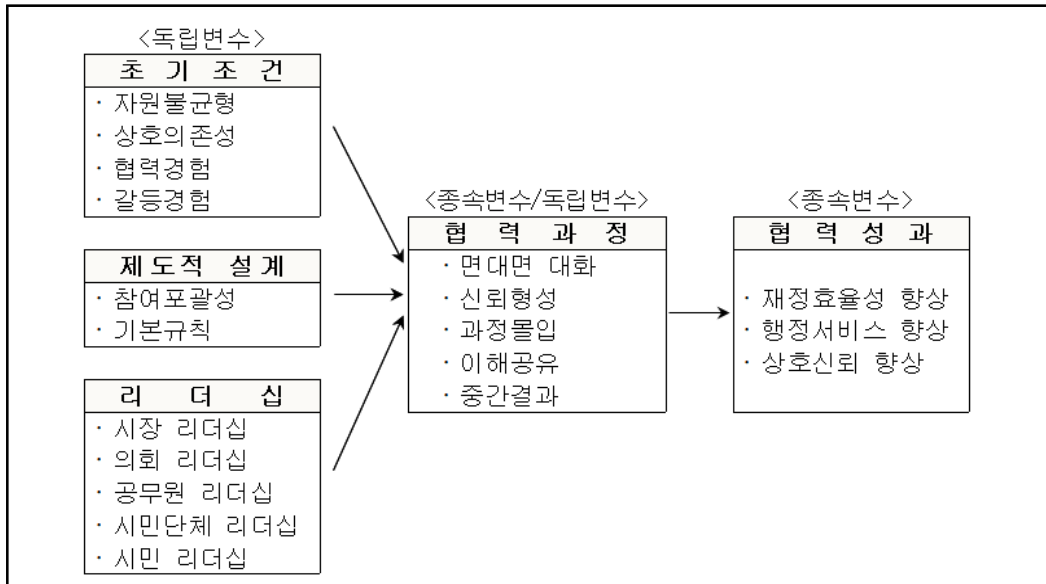 <독립변수>
초 기 조 건
· 자원불균형
· 상호의존성
· 협력경험
· 갈등경험
제도적 설계
· 참여포괄성
· 기본규칙
리 더 십
· 시장 리더십
· 의회 리더십
· 공무원 리더십
· 시민단체 리더십
· 시민 리더십
<종속변수/독립변수>
협 력 과 정
· 면대면 대화
· 신뢰형성
· 과정몰입
· 이해공유
· 중간결과
<종속변수>
협 력 성 과
· 재정효율성 향상
· 행정서비스 향상
· 상호신뢰 향상